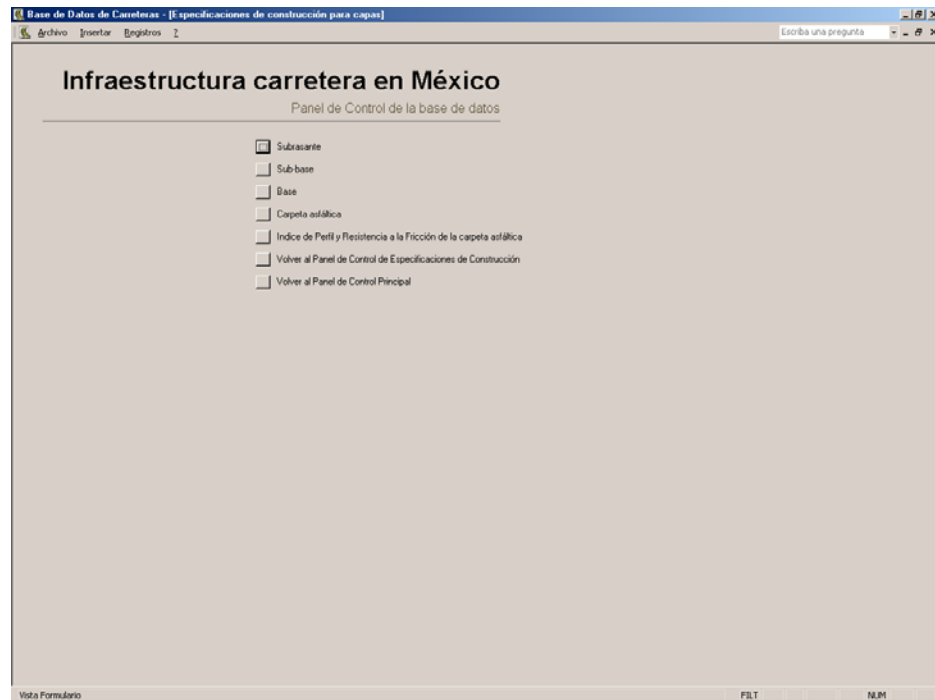 Base de Datos de Carreteras - [Especificaciones de construcción para capas]
Archivo Insertar Registros ? Escriba una pregunta
Infraestructura carretera en México
Panel de Control de la base de datos
Subrasante
Sub-base
Base
Carpeta asfáltica
Indice de Perfil y Resistencia a la Fricción de la carpeta asfáltica
Volver al Panel de Control de Especificaciones de Construcción
Volver al Panel de Control Principal
Vista Formulario FILT NUM